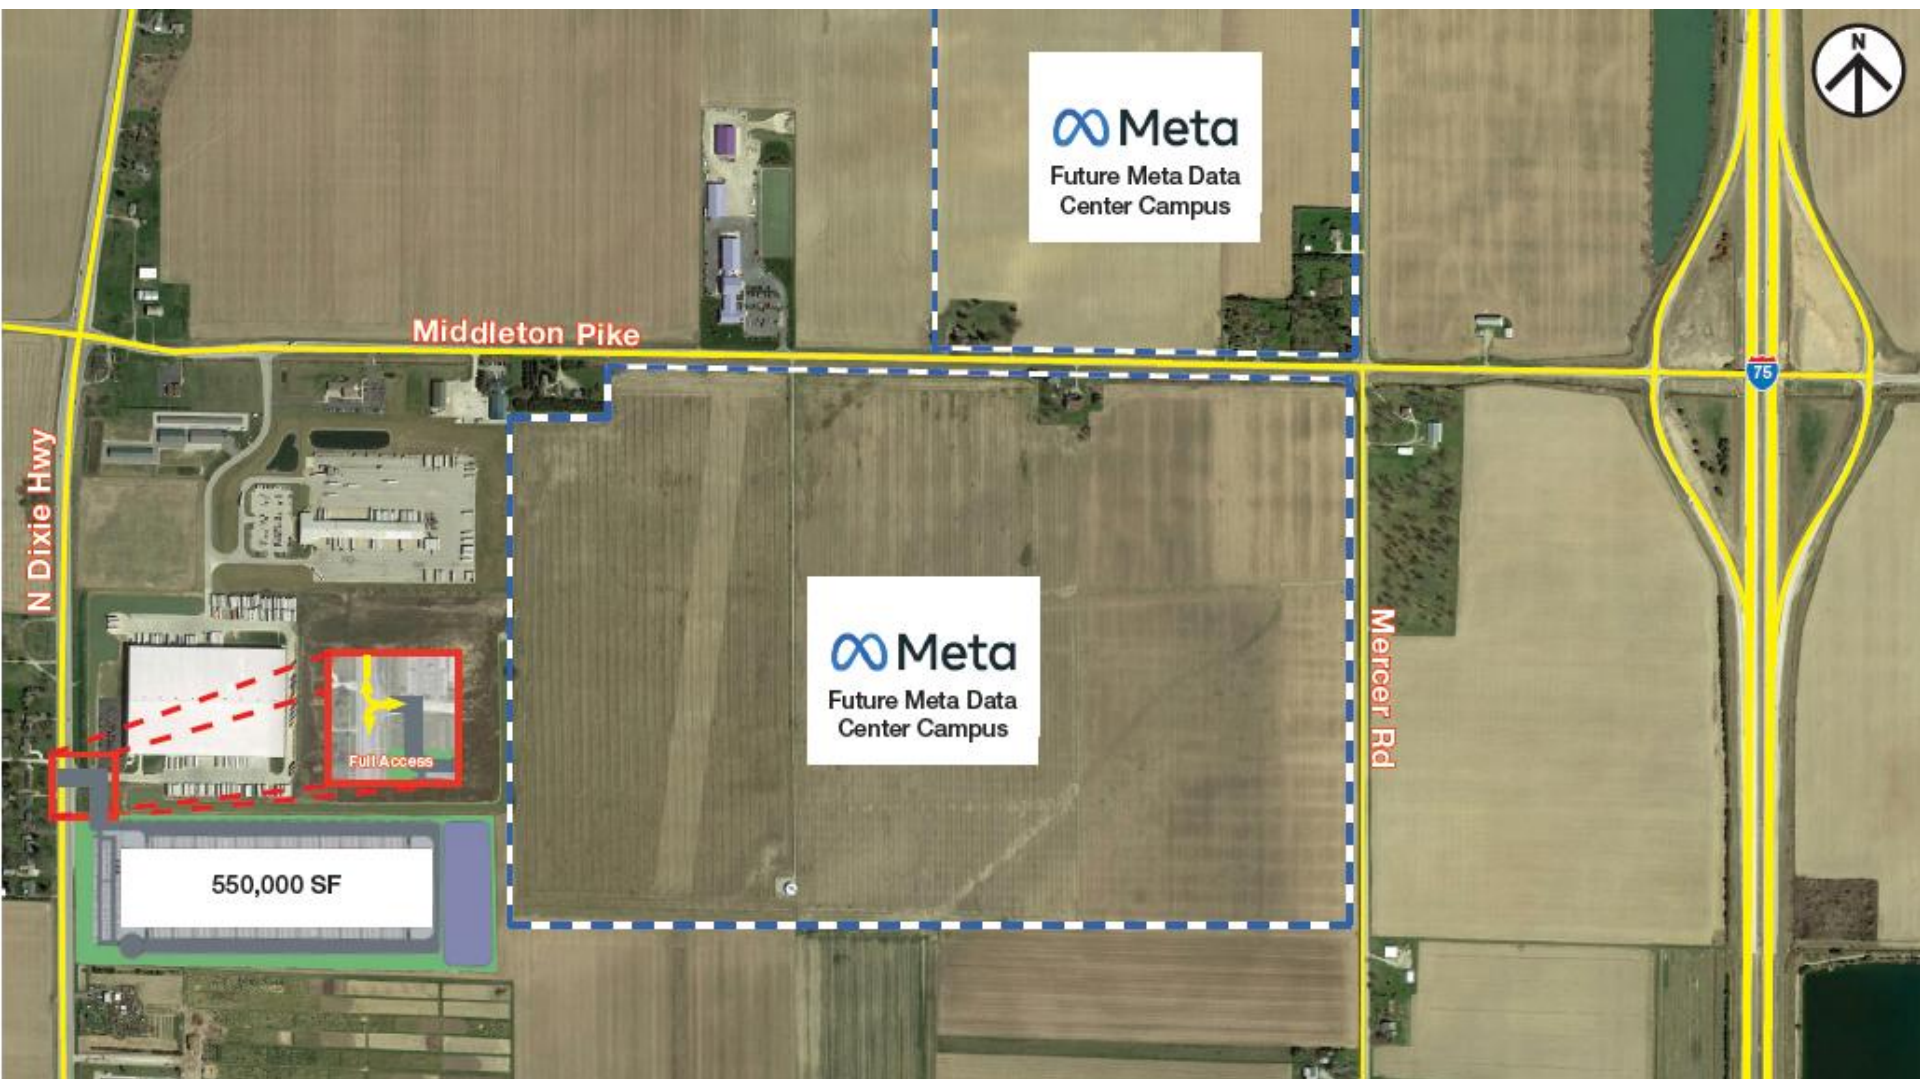 N
Meta
Future Meta Data
Center Campus
Middleton Pike
75
N Dixie Hwy
Meta
Future Meta Data
Center Campus
Mercer Rd
Full Access
550,000 SF